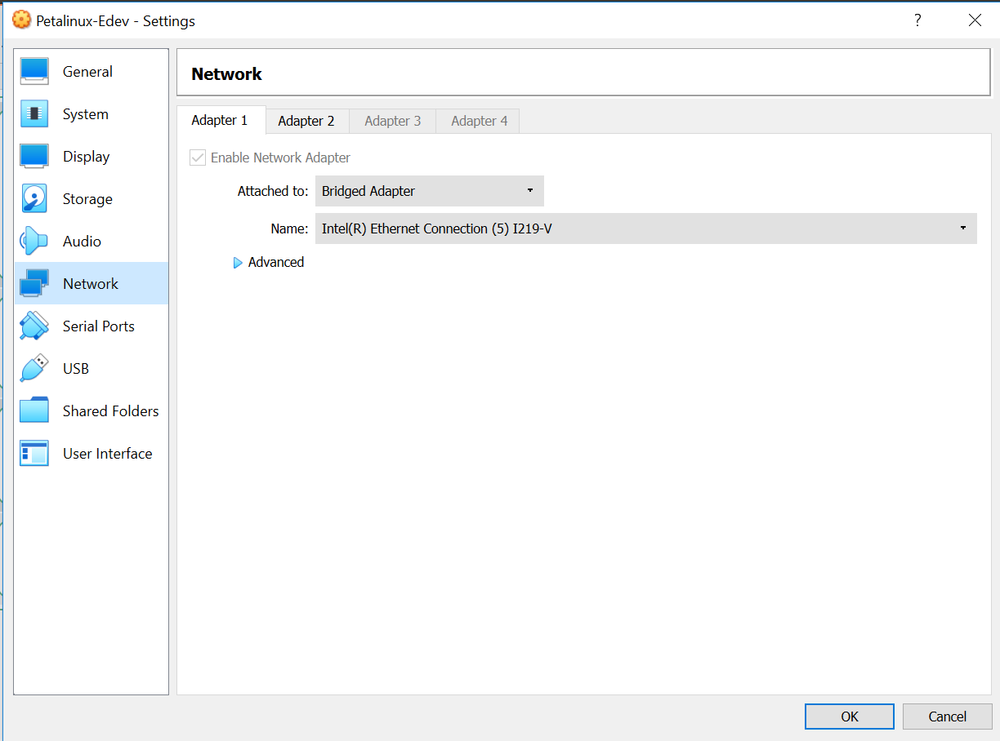 Petalinux-Edev - Settings
?
General
System
Display
Storage
Audio
Network
Serial Ports
USB
Shared Folders
User Interface
Network
Adapter 1 Adapter 2 Adapter 3 Adapter 4
Enable Network Adapter
Attached to: Bridged Adapter
Name: Intel(R) Ethernet Connection (5) I219-V
Advanced
OK Cancel